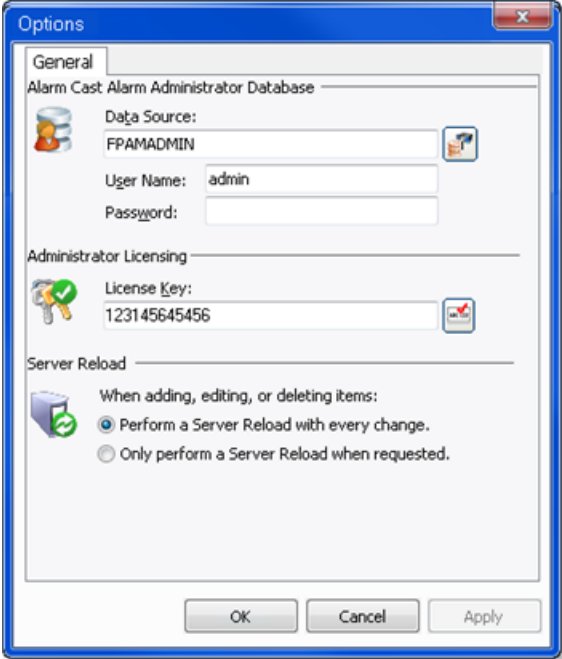 Options
General
Alarm Cast Alarm Administrator Database
Data Source:
FPAMADMIN
User Name: admin
Password:
Administrator Licensing
License Key:
123145645456
Server Reload
When adding, editing, or deleting items:
Perform a Server Reload with every change.
Only perform a Server Reload when requested.
OK Cancel Apply